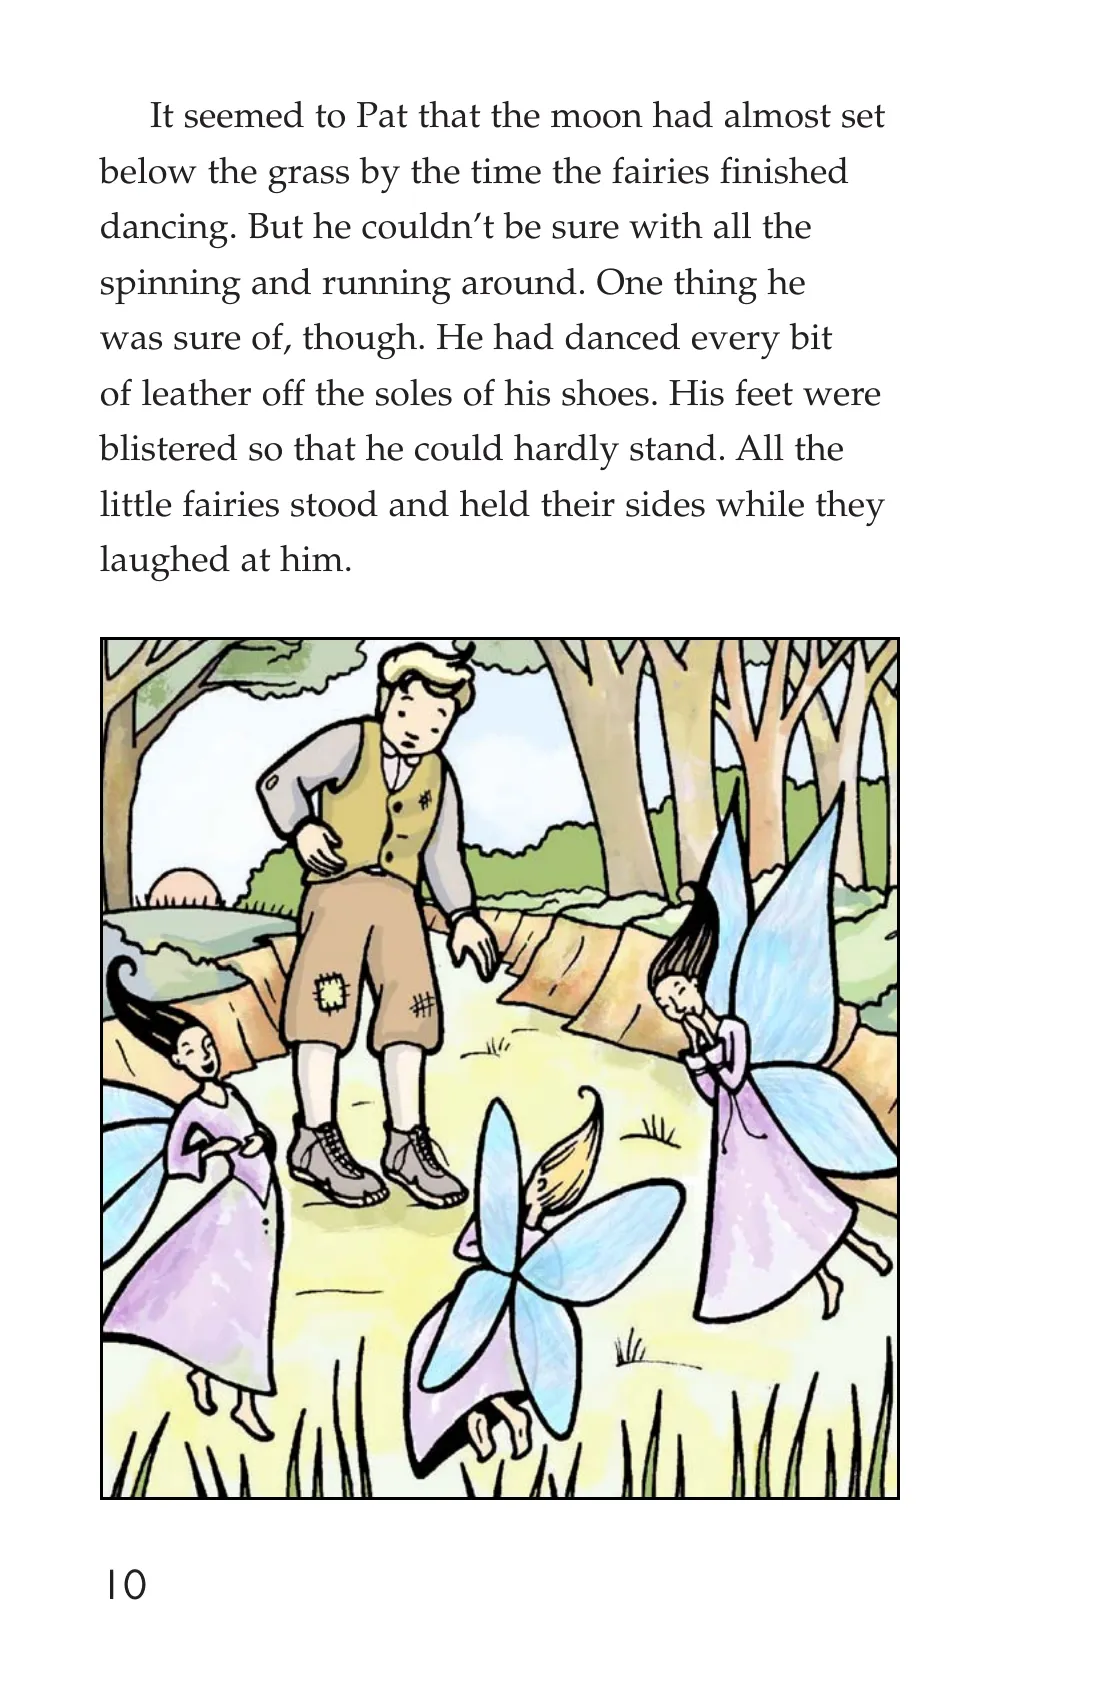 It seemed to Pat that the moon had almost set
below the grass by the time the fairies finished
dancing. But he couldn’t be sure with all the
spinning and running around. One thing he
was sure of, though. He had danced every bit
of leather off the soles of his shoes. His feet were
blistered so that he could hardly stand. All the
little fairies stood and held their sides while they
laughed at him.
10